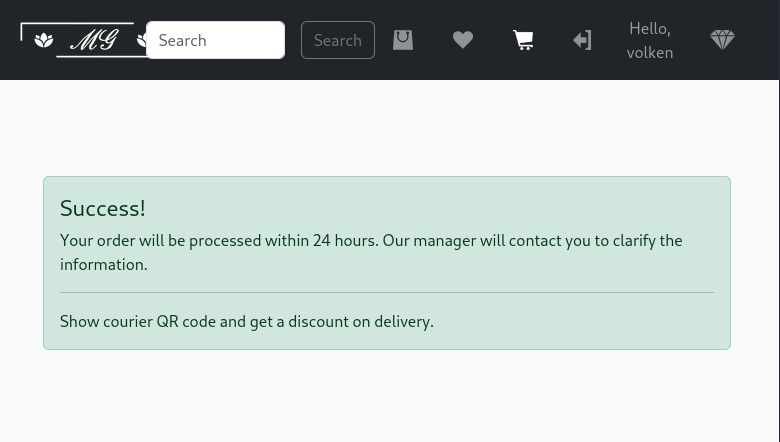 MG
Search
Search
Hello,
volken
Success!
Your order will be processed within 24 hours. Our manager will contact you to clarify the
information.
Show courier QR code and get a discount on delivery.